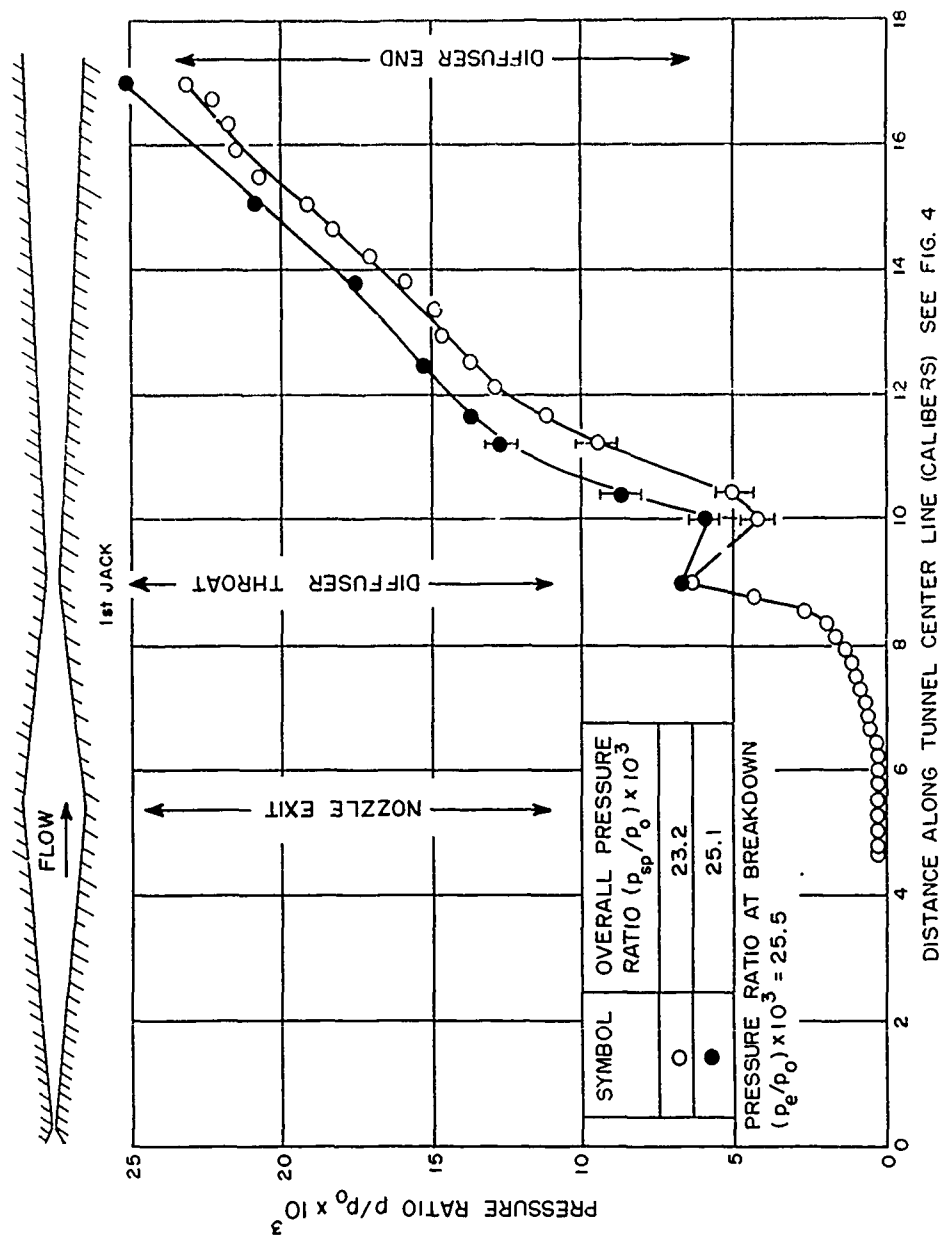 FLOW
1st JACK
NOZZLE EXIT
DIFFUSER THROAT
DIFFUSER END
PRESSURE RATIO p/p₀ × 10³
25
20
15
10
5
0
0
2
4
6
8
10
12
14
16
18
SYMBOL
OVERALL PRESSURE
RATIO (p_sp/p₀) × 10³
23.2
25.1
PRESSURE RATIO AT BREAKDOWN
(p_e/p₀) × 10³ = 25.5
DISTANCE ALONG TUNNEL CENTER LINE (CALIBERS) SEE FIG. 4